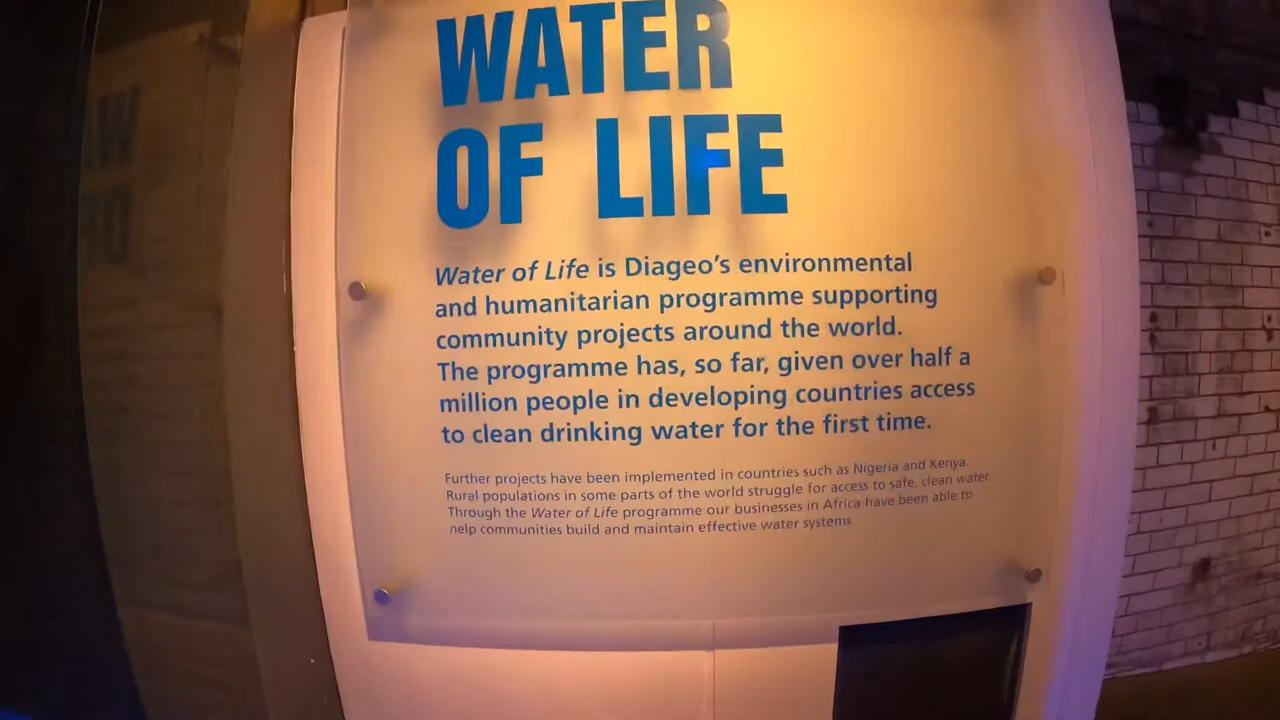 WATER
OF LIFE
Water of Life is Diageo's environmental
and humanitarian programme supporting
community projects around the world.
The programme has, so far, given over half a
million people in developing countries access
to clean drinking water for the first time.
Further projects have been implemented in countries such as Nigeria and Kenya.
Rural populations in some parts of the world struggle for access to safe, clean water.
Through the Water of Life programme our businesses in Africa have been able to
help communities build and maintain effective water systems